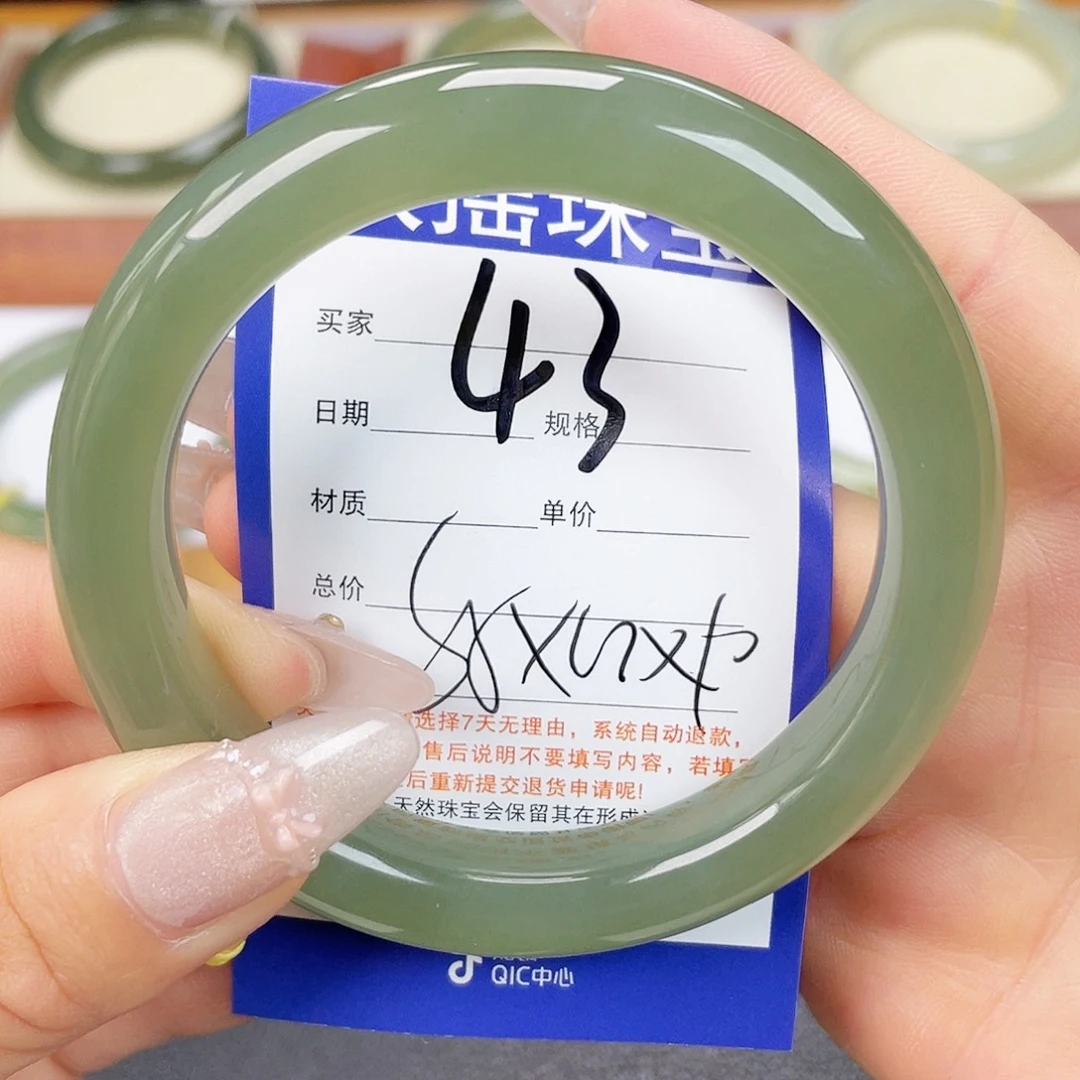 摇珠宝
买家
43
日期 规格
材质 单价
总价
选择7天无理由，系统自动退款，
售后说明不要填写内容，若填
后重新提交退货申请呢!
天然珠宝会保留其在形成
QIC中心